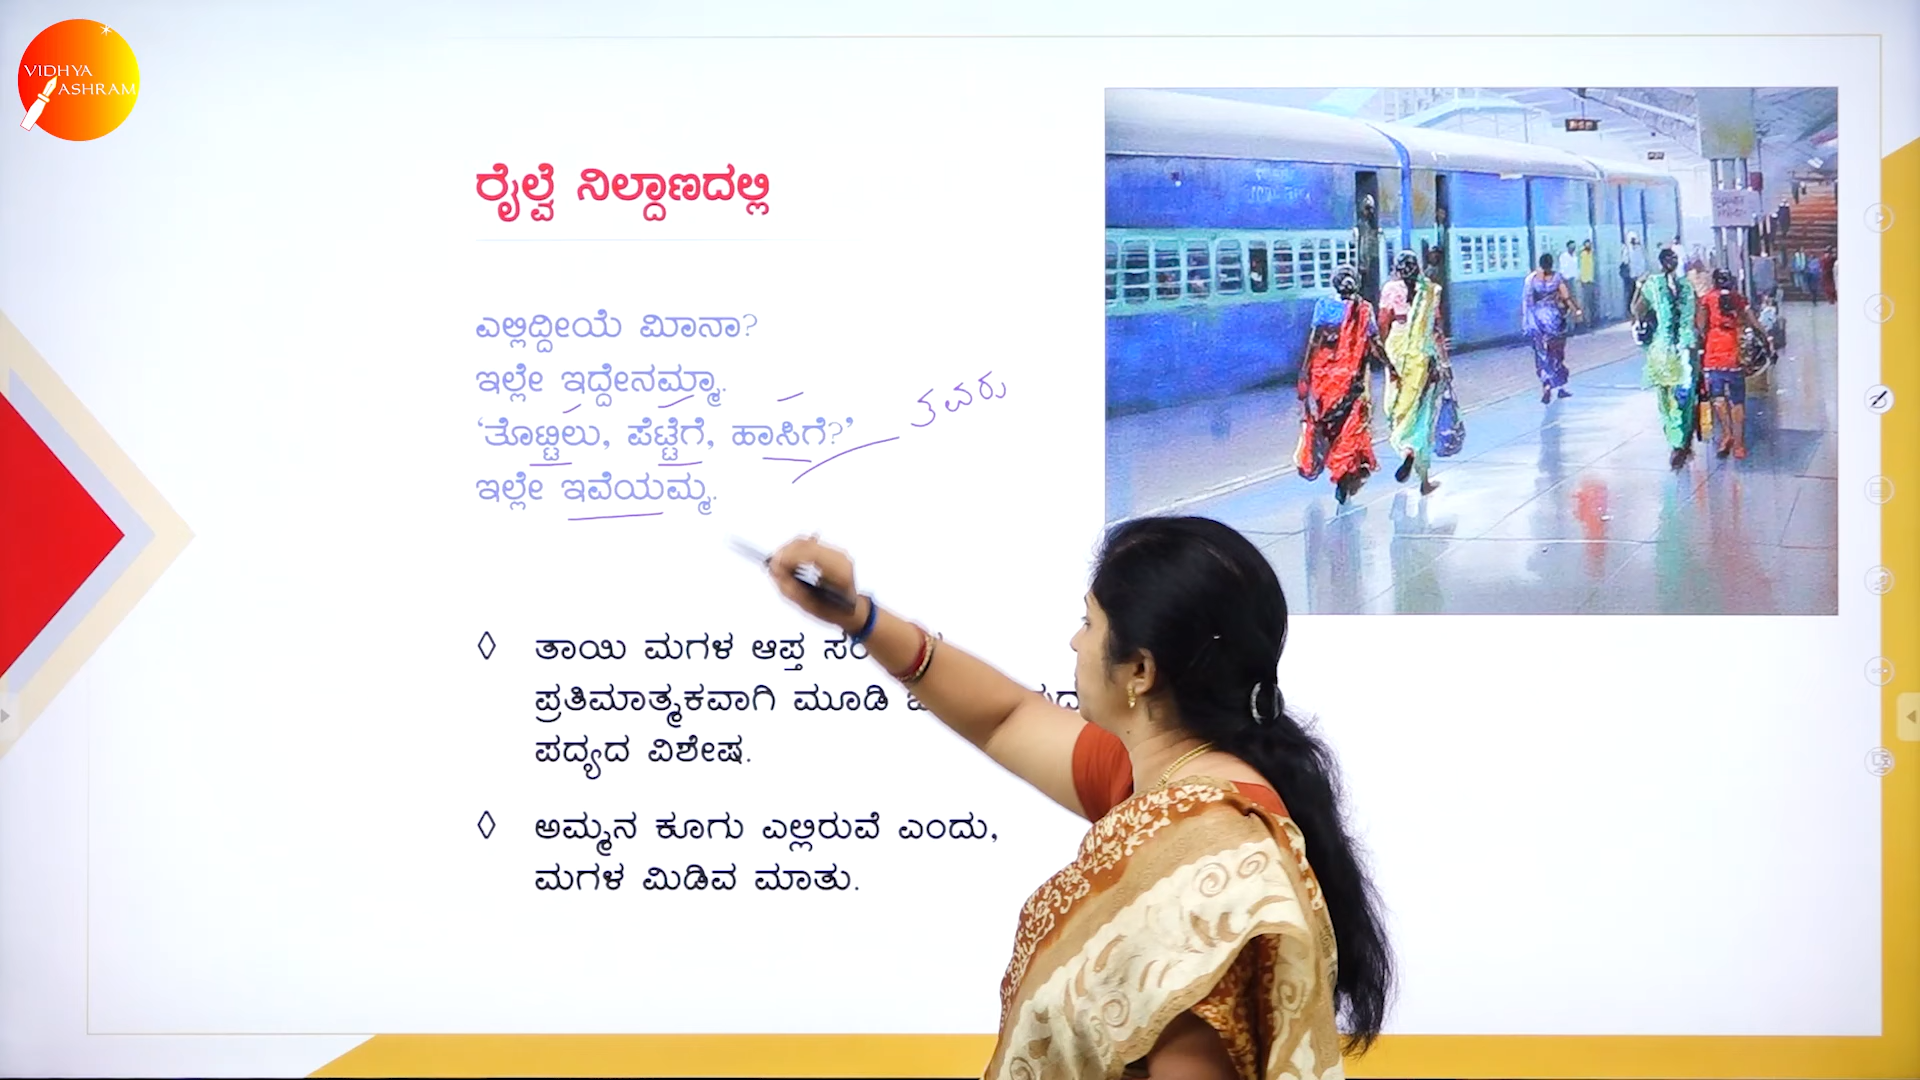 VIDHYA
ASHRAM
ರೈಲ್ವೆ ನಿಲ್ದಾಣದಲ್ಲಿ
ಎಲ್ಲಿದ್ದೀಯೆ ಮೀನಾ?
ಇಲ್ಲೇ ಇದ್ದೇನಮ್ಮಾ.
‘ತೊಟ್ಟಿಲು, ಪೆಟ್ಟಿಗೆ, ಹಾಸಿಗೆ?’
ತವರು
ಇಲ್ಲೇ ಇವೆಯಮ್ಮ.
ತಾಯಿ ಮಗಳ ಆಪ್ತ
ಪ್ರತಿಮಾತ್ಮಕವಾಗಿ ಮೂಡಿ
ಪದ್ಯದ ವಿಶೇಷ.
ಅಮ್ಮನ ಕೂಗು ಎಲ್ಲಿರುವೆ ಎಂದು,
ಮಗಳ ಮಿಡಿವ ಮಾತು.